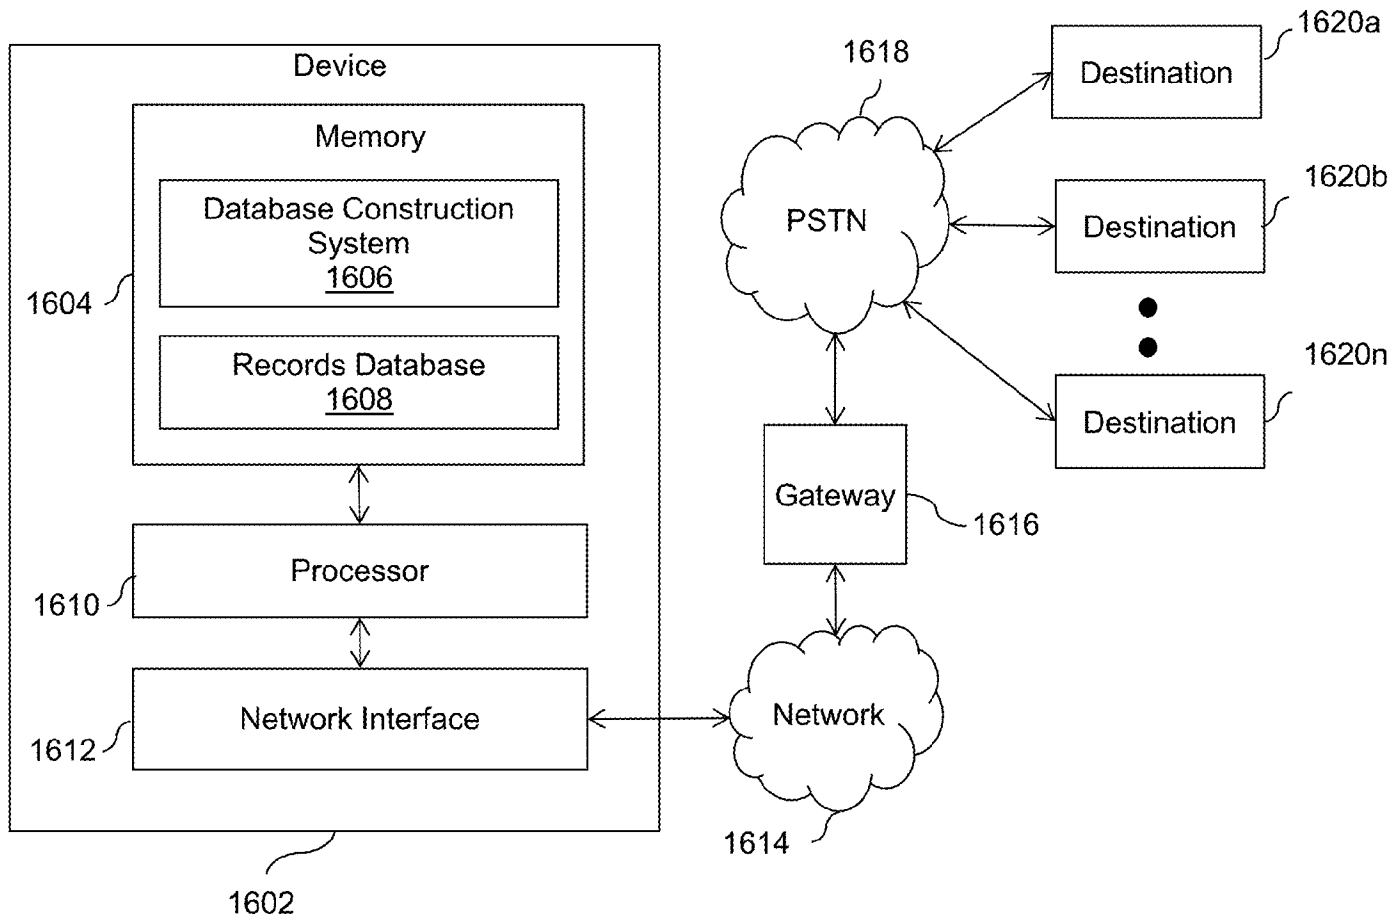 Device
Memory
Database Construction
System
1606
1604
Records Database
1608
Processor
1610
Network Interface
1612
1602
1618
PSTN
1620a
Destination
1620b
Destination
1620n
Destination
Gateway
1616
Network
1614